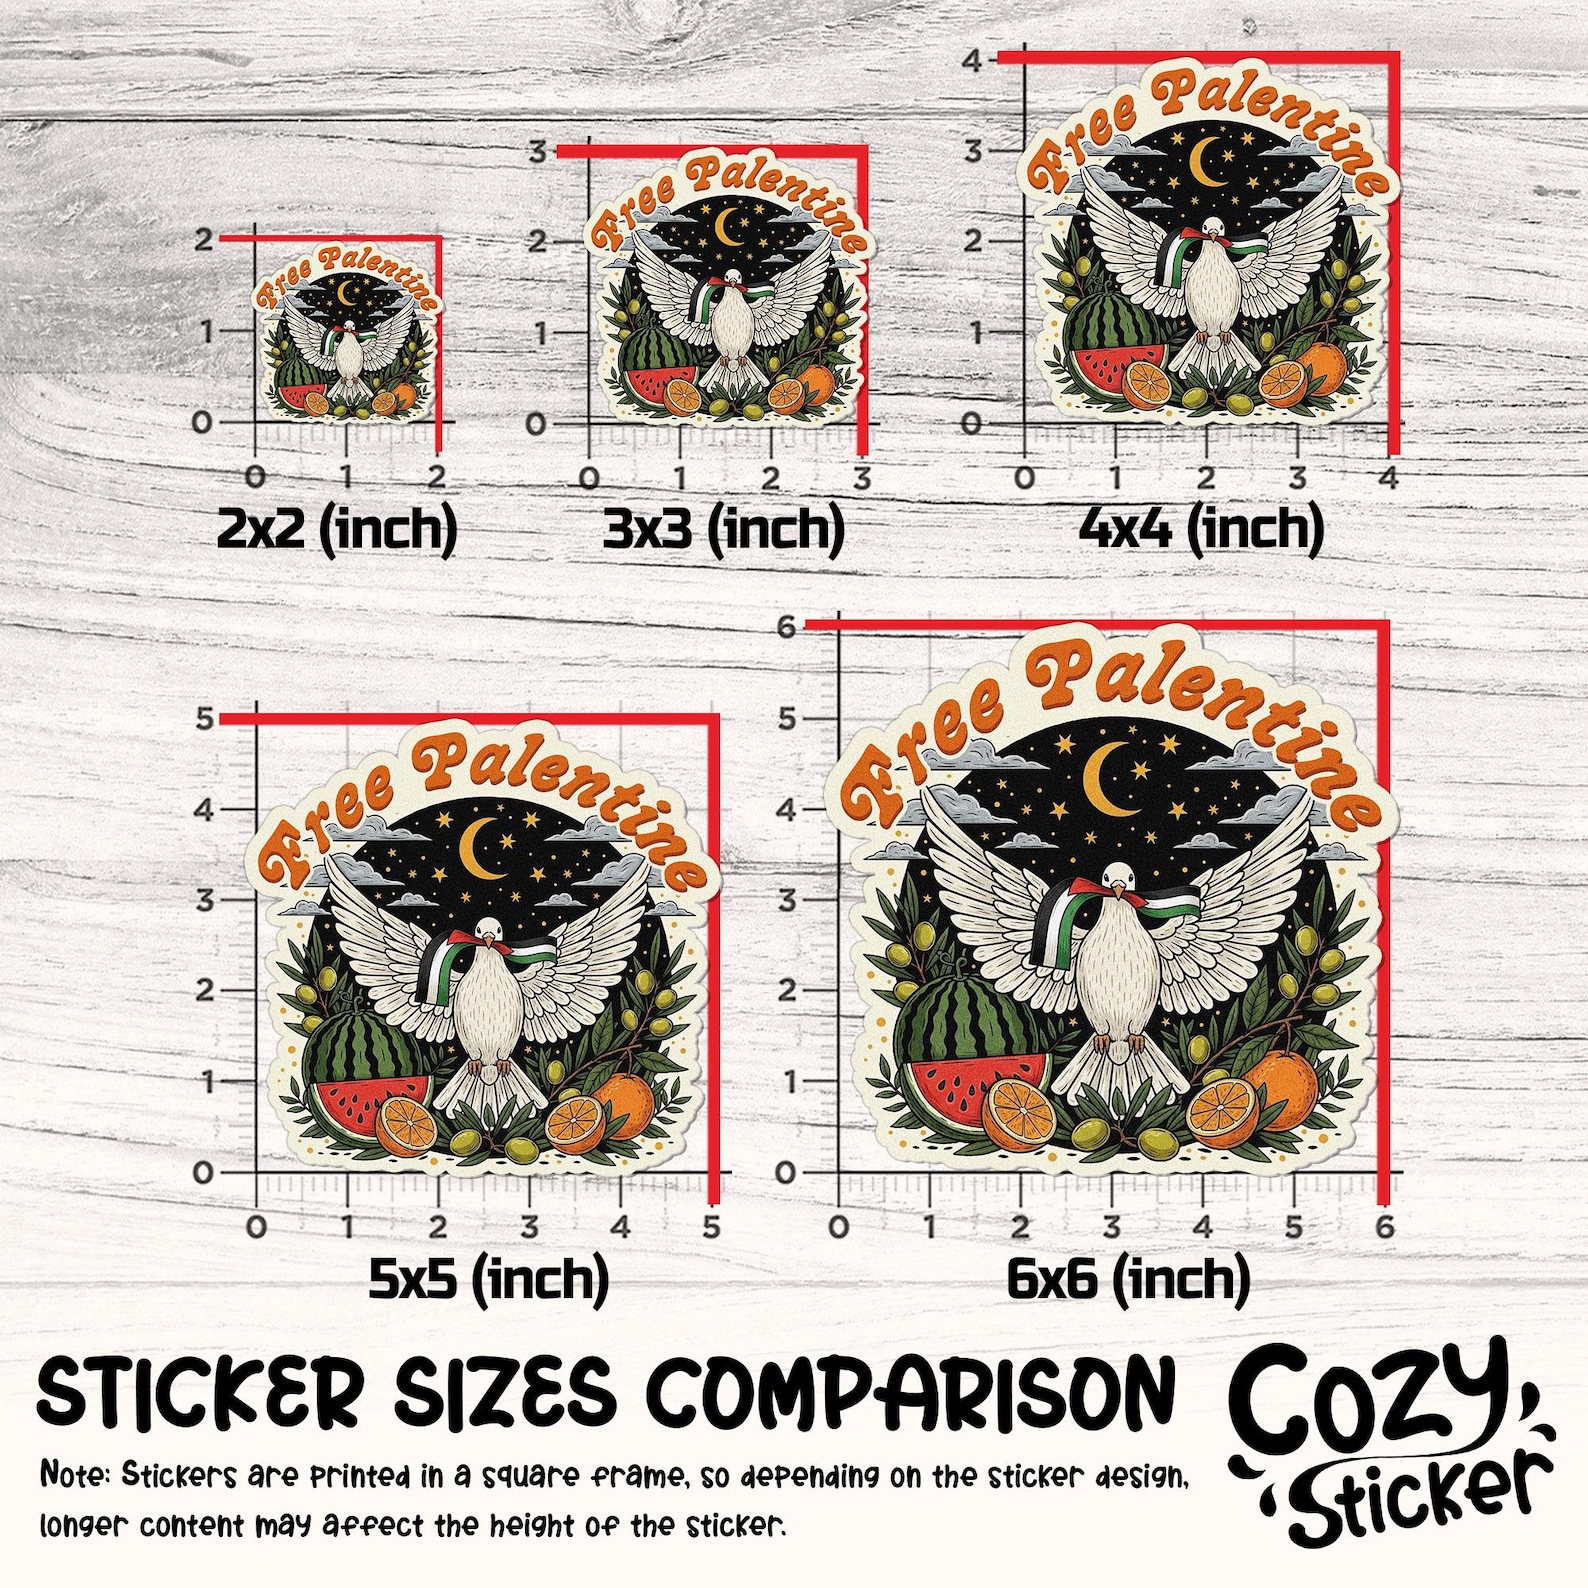 4
Free Palentine
3
3
Free Palentine
2
2
2
Free Palentine
1
1
1
0
0
0
0 1 2
0 1 2 3
0 1 2 3 4
2x2 (inch)
3x3 (inch)
4x4 (inch)
6
Free Palentine
5
5
Free Palentine
4
4
3
3
2
2
1
1
0
0
0 1 2 3 4 5
0 1 2 3 4 5 6
5x5 (inch)
6x6 (inch)
STICKER SIZES COMPARISON
Note: Stickers are printed in a square frame, so depending on the sticker design,
longer content may affect the height of the sticker.
Cozy
Sticker